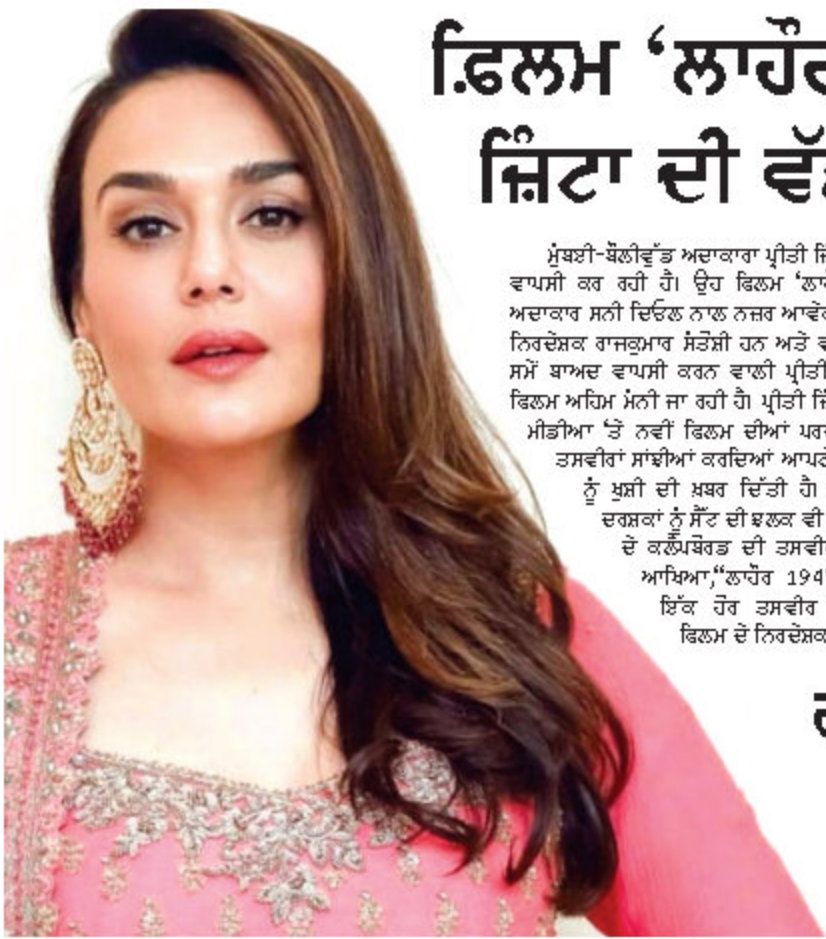 ਫ਼ਿਲਮ ‘ਲਾਹੌਰ
ਜ਼ਿੰਟਾ ਦੀ
ਮੁੰਬਈ-ਬੌਲੀਵੁੱਡ ਅਦਾਕਾਰਾ ਪ੍ਰੀਤੀ
ਵਾਪਸੀ ਕਰ ਰਹੀ ਹੈ। ਉਹ ਫਿਲਮ
ਅਦਾਕਾਰ ਸਨੀ ਦਿਓਲ ਨਾਲ ਨਜ਼ਰ
ਨਿਰਦੇਸ਼ਕ ਰਾਜਕੁਮਾਰ ਸੰਤੋਸ਼ੀ ਹਨ ਅਤੇ
ਸਮੇਂ ਬਾਅਦ ਵਾਪਸੀ ਕਰਨ ਵਾਲੀ ਪ੍ਰੀਤੀ
ਫਿਲਮ ਅਹਿਮ ਮੰਨੀ ਜਾ ਰਹੀ ਹੈ। ਪ੍ਰੀਤੀ
ਮੀਡੀਆ ’ਤੇ ਨਵੀਂ ਫਿਲਮ ਦੀਆਂ
ਤਸਵੀਰਾਂ ਸਾਂਝੀਆਂ ਕਰਦਿਆਂ
ਨੂੰ ਖੁਸ਼ੀ ਦੀ ਖ਼ਬਰ ਦਿੱਤੀ ਹੈ।
ਦਰਸ਼ਕਾਂ ਨੂੰ ਸੈੱਟ ਦੀ ਝਲਕ ਵੀ
ਦੇ ਕਲੈਪਬੋਰਡ ਦੀ
ਆਖਿਆ,“ਲਾਹੌਰ 194
ਇੱਕ ਹੋਰ ਤਸਵੀਰ
ਫਿਲਮ ਦੇ ਨਿਰਦੇਸ਼ਕ